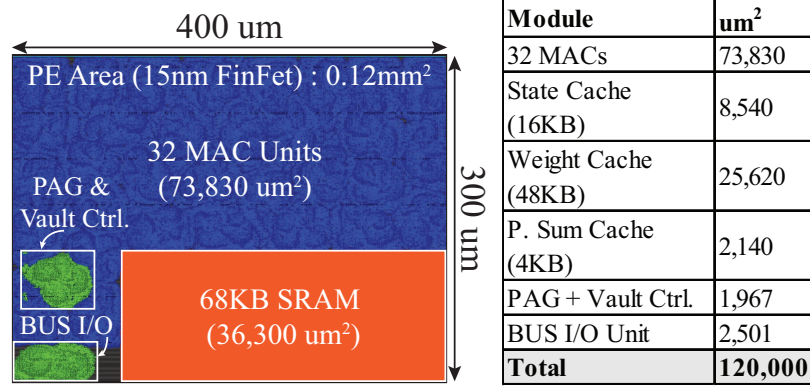 400 um
PE Area (15nm FinFet) : 0.12mm²
32 MAC Units
(73,830 um²)
PAG &
Vault Ctrl.
300 um
68KB SRAM
(36,300 um²)
BUS I/O
Module um²
32 MACs 73,830
State Cache
(16KB) 8,540
Weight Cache
(48KB) 25,620
P. Sum Cache
(4KB) 2,140
PAG + Vault Ctrl. 1,967
BUS I/O Unit 2,501
Total 120,000